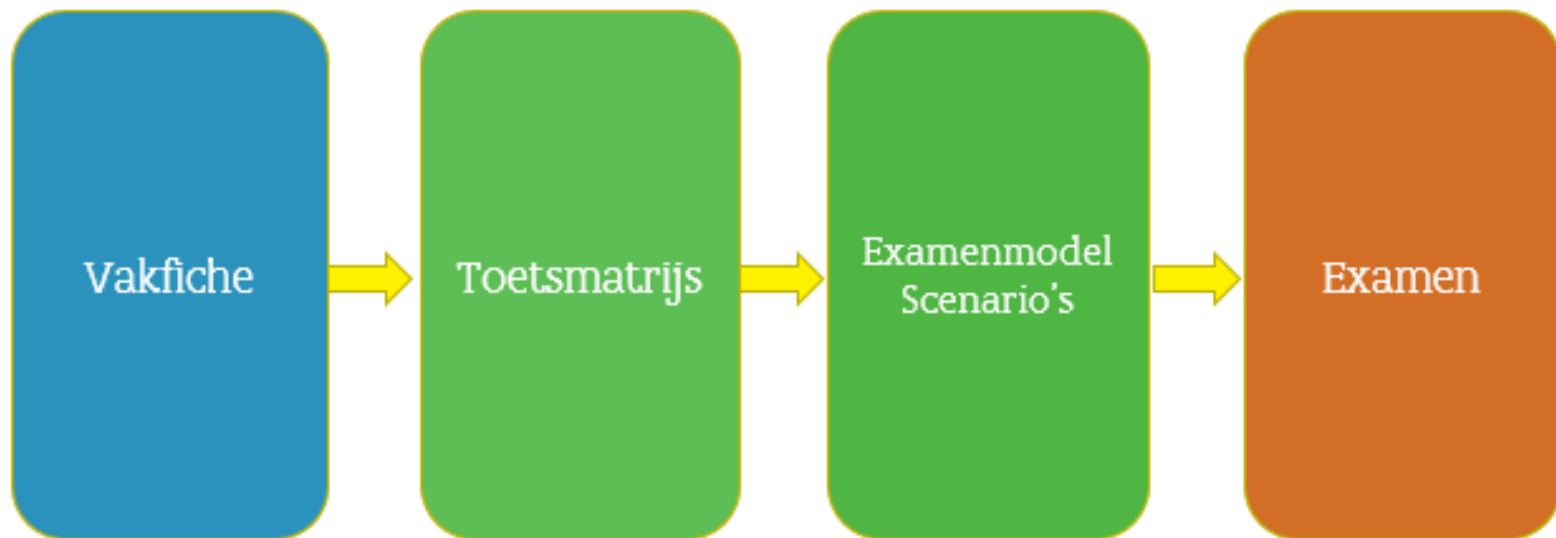 Vakfiche
Toetsmatrijs
Examenmodel
Scenario's
Examen